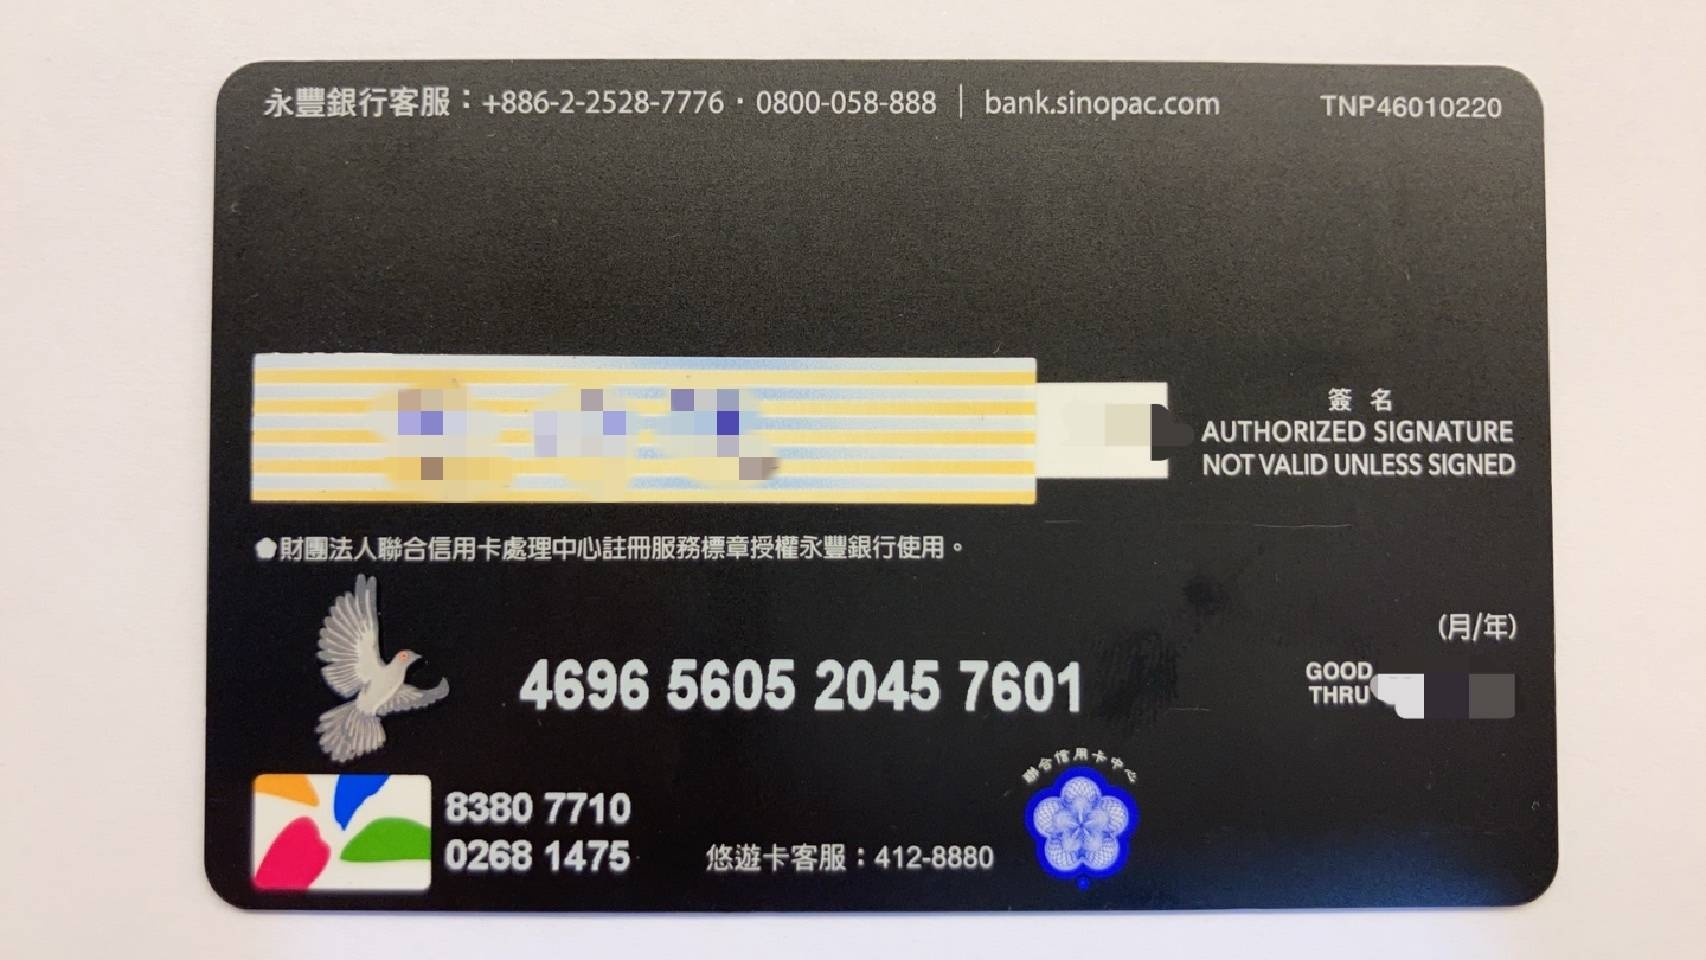 永豐銀行客服：+886-2-2528-7776・0800-058-888 | bank.sinopac.com TNP46010220
簽 名
AUTHORIZED SIGNATURE
NOT VALID UNLESS SIGNED
財團法人聯合信用卡處理中心註冊服務標章授權永豐銀行使用。
(月/年)
4696 5605 2045 7601
GOOD
THRU
聯合信用卡中心
8380 7710
0268 1475
悠遊卡客服：412-8880